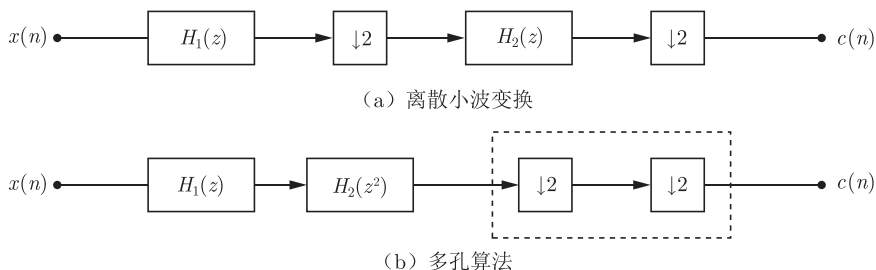 x(n) H₁(z) ↓2 H₂(z) ↓2 c(n)
（a）离散小波变换
x(n) H₁(z) H₂(z²) ↓2 ↓2 c(n)
（b）多孔算法